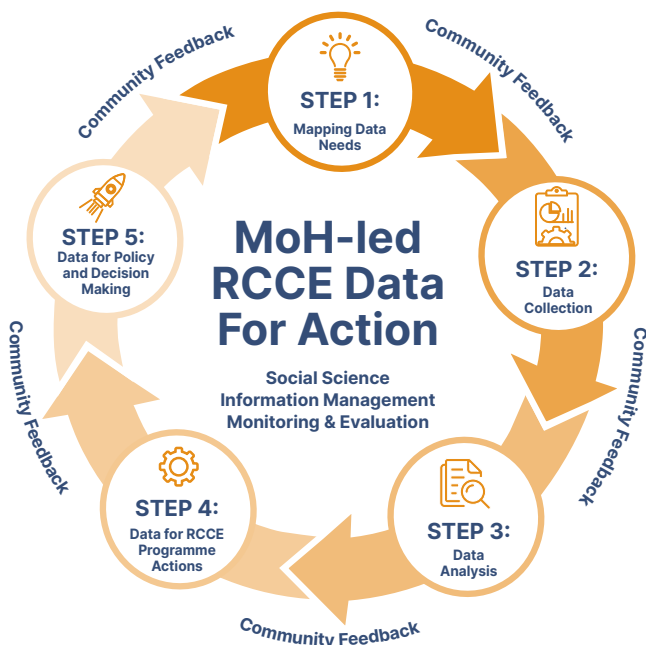 Community Feedback
Community Feedback
STEP 1:
Mapping Data
Needs
STEP 5:
Data for Policy
and Decision
Making
MoH-led
RCCE Data
For Action
Social Science
Information Management
Monitoring & Evaluation
STEP 2:
Data
Collection
Community Feedback
Community Feedback
STEP 4:
Data for RCCE
Programme
Actions
STEP 3:
Data
Analysis
Community Feedback